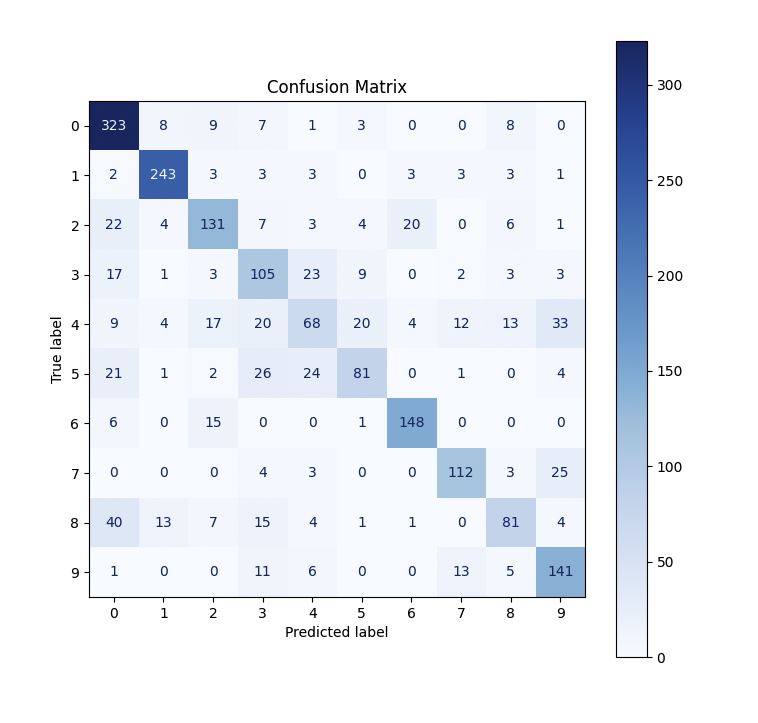 Confusion Matrix
0 323 8 9 7 1 3 0 0 8 0
1 2 243 3 3 3 0 3 3 3 1
2 22 4 131 7 3 4 20 0 6 1
3 17 1 3 105 23 9 0 2 3 3
4 9 4 17 20 68 20 4 12 13 33
5 21 1 2 26 24 81 0 1 0 4
6 6 0 15 0 0 1 148 0 0 0
7 0 0 0 4 3 0 0 112 3 25
8 40 13 7 15 4 1 1 0 81 4
9 1 0 0 11 6 0 0 13 5 141
0 1 2 3 4 5 6 7 8 9
Predicted label
True label
300
250
200
150
100
50
0